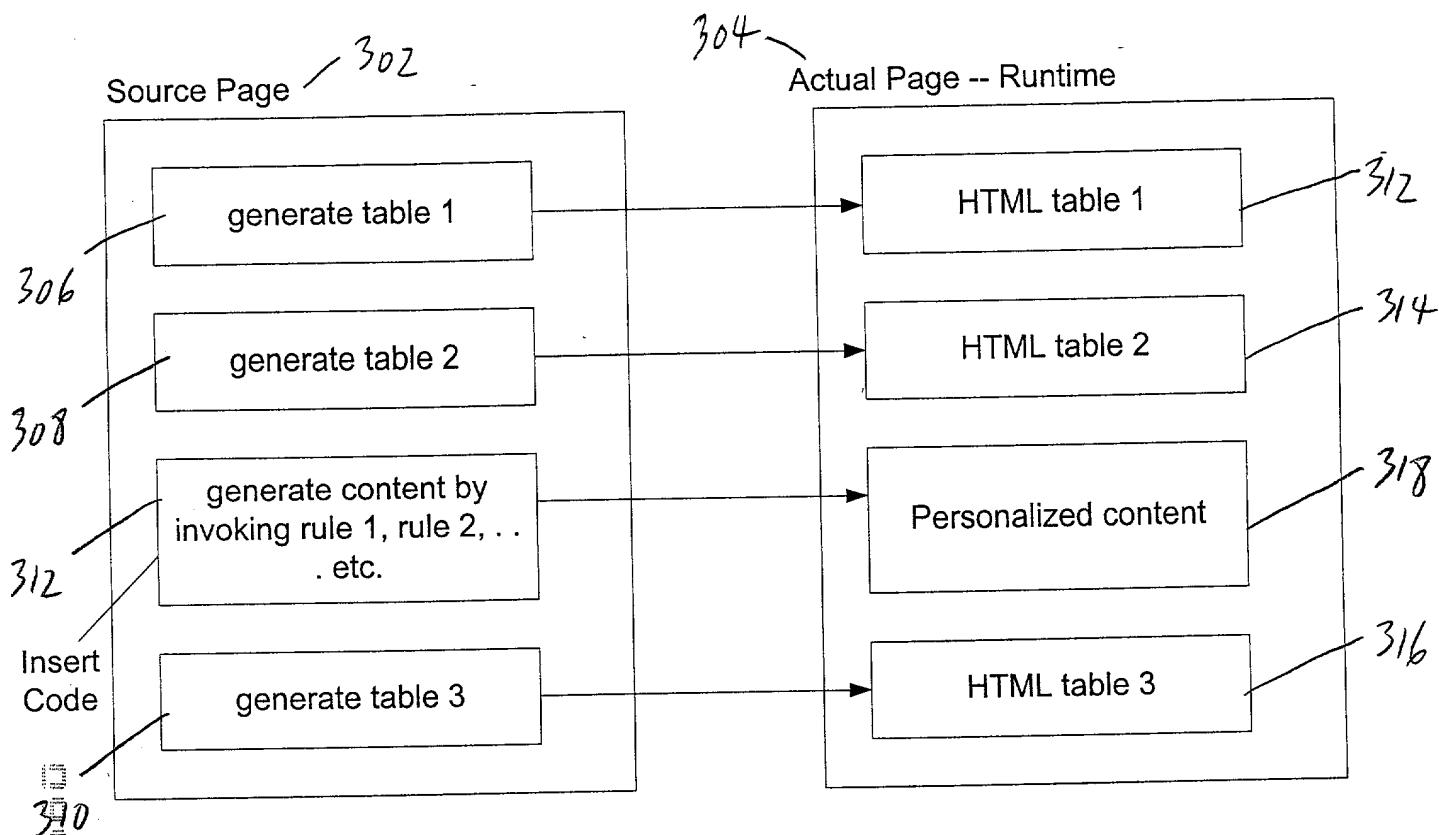 302
304
Source Page
Actual Page -- Runtime
generate table 1
HTML table 1
312
306
generate table 2
HTML table 2
314
308
generate content by
invoking rule 1, rule 2, . .
. etc.
Personalized content
318
312
Insert
Code
generate table 3
HTML table 3
316
310